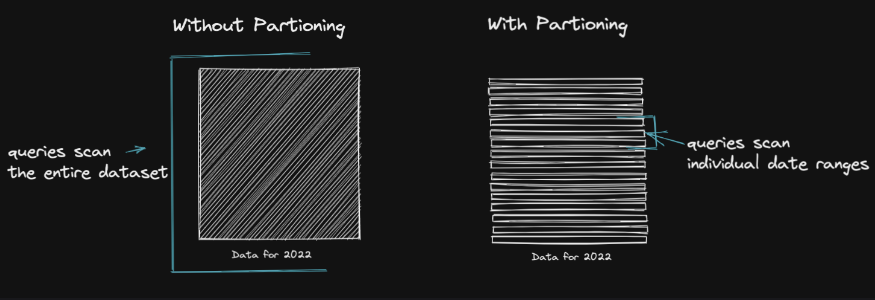 Without Partioning
With Partioning
queries scan
the entire dataset
queries scan
individual date ranges
Data for 2022
Data for 2022